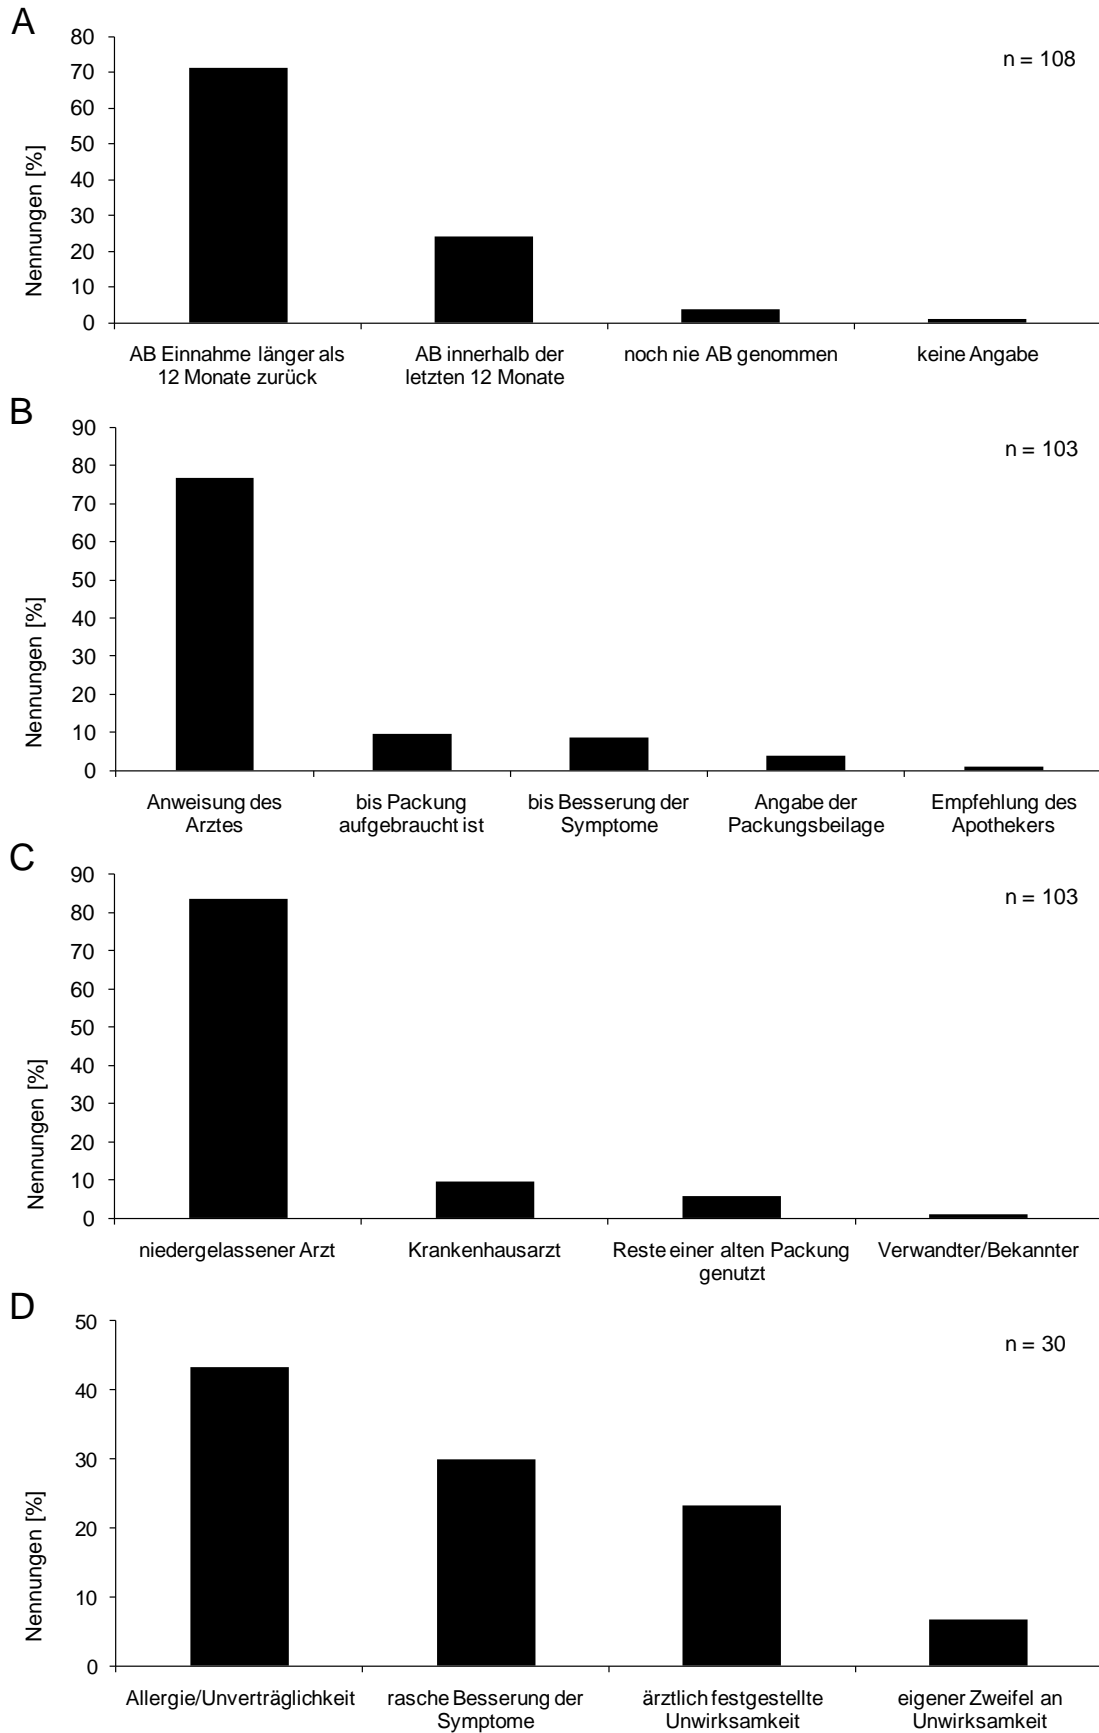 A
80
70
60
50
40
30
20
10
0
Nennungen [%]
n = 108
AB Einnahme länger als
12 Monate zurück
AB innerhalb der
letzten 12 Monate
noch nie AB genommen
keine Angabe
B
90
80
70
60
50
40
30
20
10
0
Nennungen [%]
n = 103
Anweisung des
Arztes
bis Packung
aufgebraucht ist
bis Besserung der
Symptome
Angabe der
Packungsbeilage
Empfehlung des
Apothekers
C
90
80
70
60
50
40
30
20
10
0
Nennungen [%]
n = 103
niedergelassener Arzt
Krankenhausarzt
Reste einer alten Packung
genutzt
Verwandter/Bekannter
D
50
40
30
20
10
0
Nennungen [%]
n = 30
Allergie/Unverträglichkeit
rasche Besserung der
Symptome
ärztlich festgestellte
Unwirksamkeit
eigener Zweifel an
Unwirksamkeit